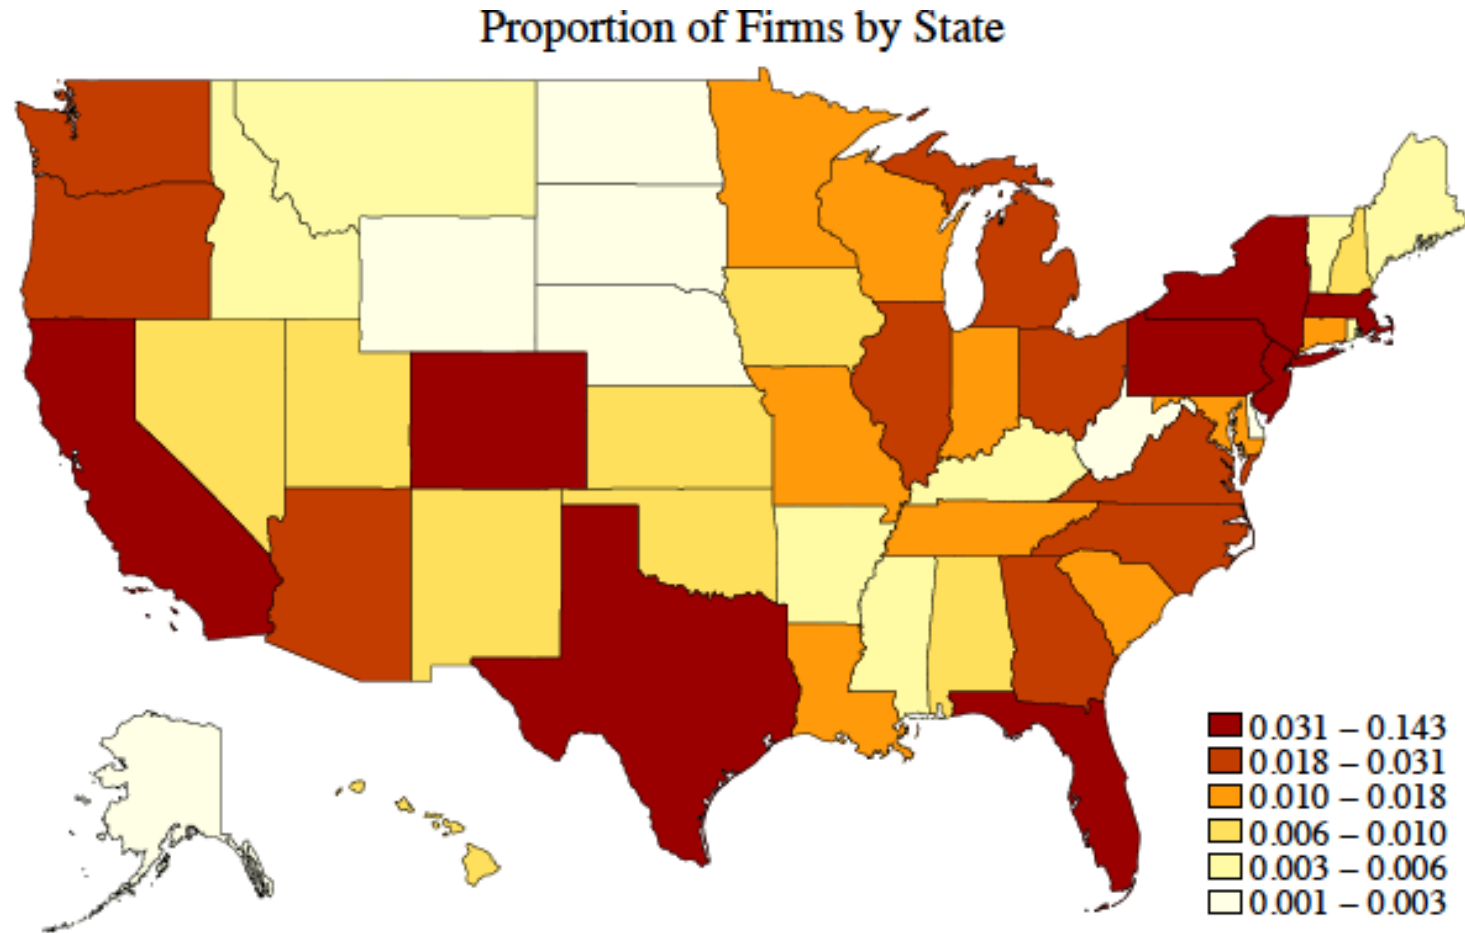 Proportion of Firms by State
0.031 – 0.143
0.018 – 0.031
0.010 – 0.018
0.006 – 0.010
0.003 – 0.006
0.001 – 0.003